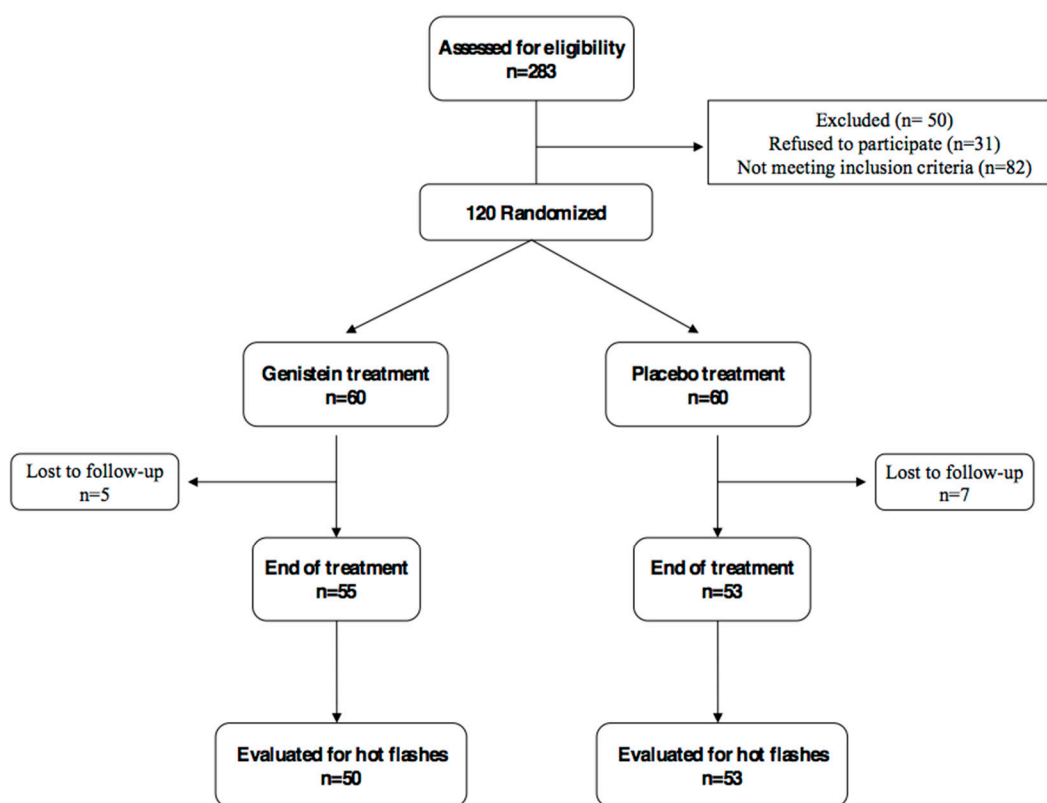 Assessed for eligibility
n=283
Excluded (n= 50)
Refused to participate (n=31)
Not meeting inclusion criteria (n=82)
120 Randomized
Genistein treatment
n=60
Placebo treatment
n=60
Lost to follow-up
n=5
Lost to follow-up
n=7
End of treatment
n=55
End of treatment
n=53
Evaluated for hot flashes
n=50
Evaluated for hot flashes
n=53